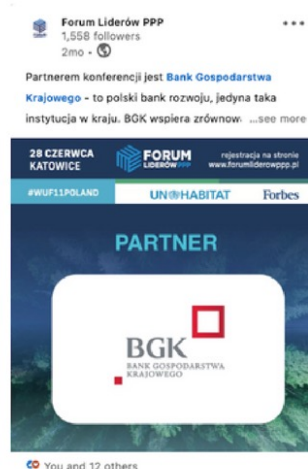 Forum Liderów PPP
1,558 followers
2mo •
Partnerem konferencji jest Bank Gospodarstwa
Krajowego - to polski bank rozwoju, jedyna taka
instytucja w kraju. BGK wspiera zrównow. ...see more
28 CZERWCA
KATOWICE
FORUM
LIDERÓW PPP
rejestracja na stronie
www.forumliderowppp.pl
#WUF11POLAND
UN HABITAT
Forbes
PARTNER
BGK
BANK GOSPODARSTWA
KRAJOWEGO
You and 12 others